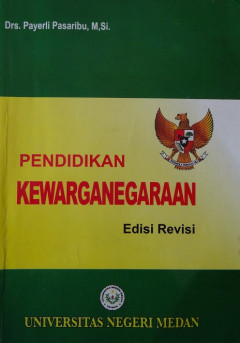 Drs. Payerli Pasaribu, M,Si.
PENDIDIKAN
KEWARGANEGARAAN
Edisi Revisi
UNIVERSITAS NEGERI MEDAN